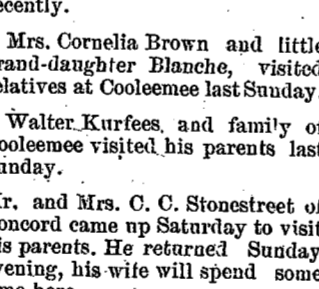 ecently.
Mrs. Cornelia Brown and little
rand-daughter Blanche, visited
elatives at Cooleemee last Sunday.
Walter Kurfees, and family of
ooleemee visited his parents last
unday.
r. and Mrs. C. C. Stonestreet of
oncord came up Saturday to visit
is parents. He returned Sunday
vening, his wife will spend some